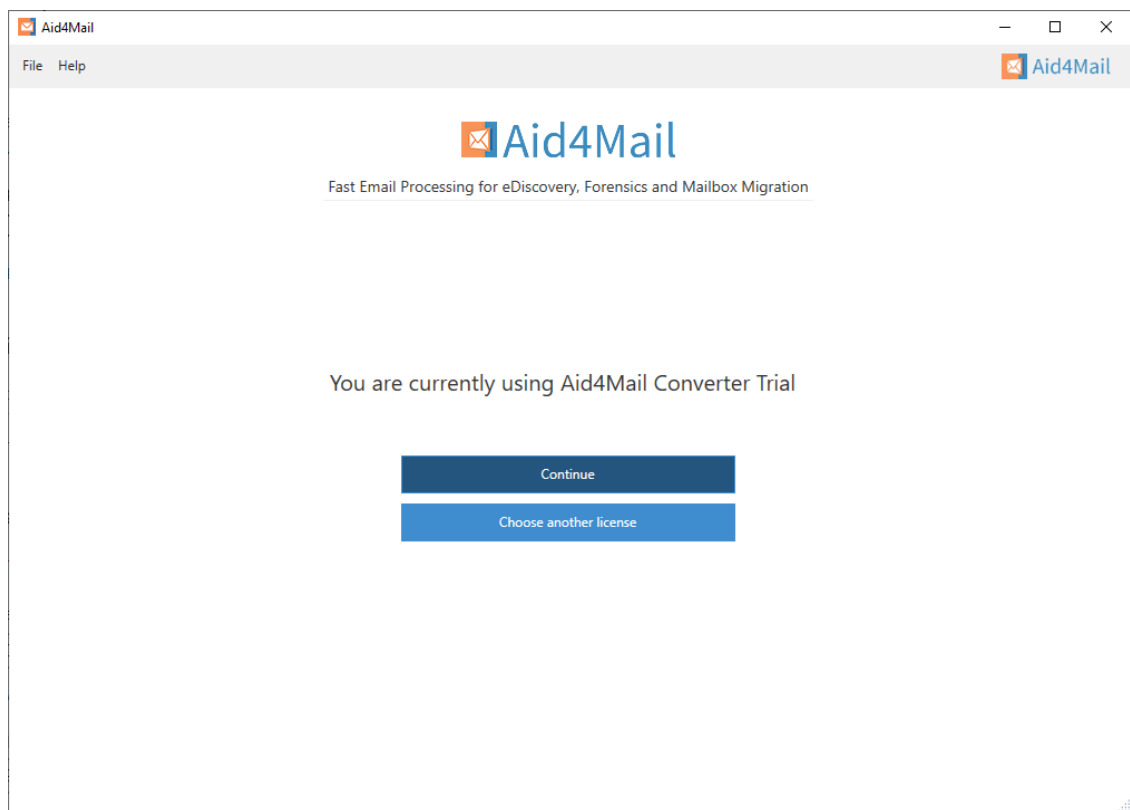 Aid4Mail
File Help
Aid4Mail
Aid4Mail
Fast Email Processing for eDiscovery, Forensics and Mailbox Migration
You are currently using Aid4Mail Converter Trial
Continue
Choose another license